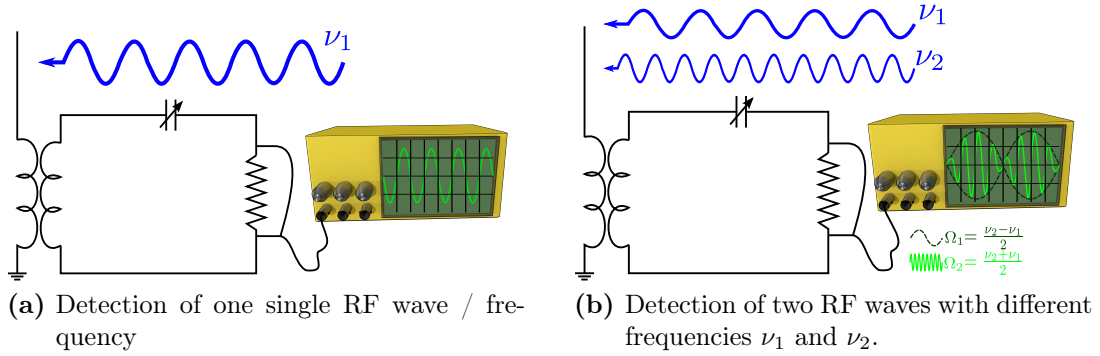 ν₁
ν₁
ν₂
Ω₁= (ν₂−ν₁)/2
Ω₂= (ν₂+ν₁)/2
(a) Detection of one single RF wave / fre-
quency
(b) Detection of two RF waves with different
frequencies ν₁ and ν₂.